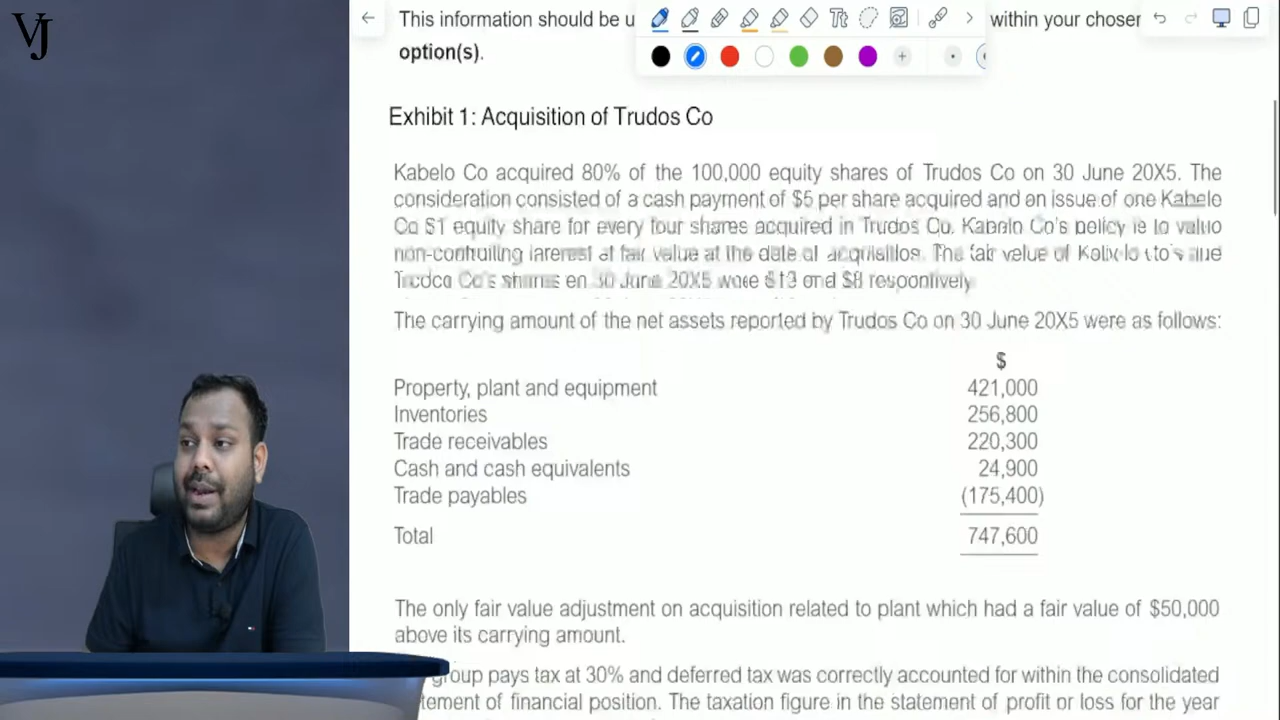 VJ
This information should be u within your chosen
option(s).
Exhibit 1: Acquisition of Trudos Co
Kabelo Co acquired 80% of the 100,000 equity shares of Trudos Co on 30 June 20X5. The
consideration consisted of a cash payment of $5 per share acquired and an issue of one Kabelo
Co $1 equity share for every four shares acquired in Trudos Co. Kabelo Co's policy is to value
non-controlling interest at fair value at the date of acquisition. The fair value of
shares on 30 June 20X5 were $13 and $8 respectively
The carrying amount of the net assets reported by Trudos Co on 30 June 20X5 were as follows:
$
Property, plant and equipment 421,000
Inventories 256,800
Trade receivables 220,300
Cash and cash equivalents 24,900
Trade payables (175,400)
Total 747,600
The only fair value adjustment on acquisition related to plant which had a fair value of $50,000
above its carrying amount.
group pays tax at 30% and deferred tax was correctly accounted for within the consolidated
tement of financial position. The taxation figure in the statement of profit or loss for the year